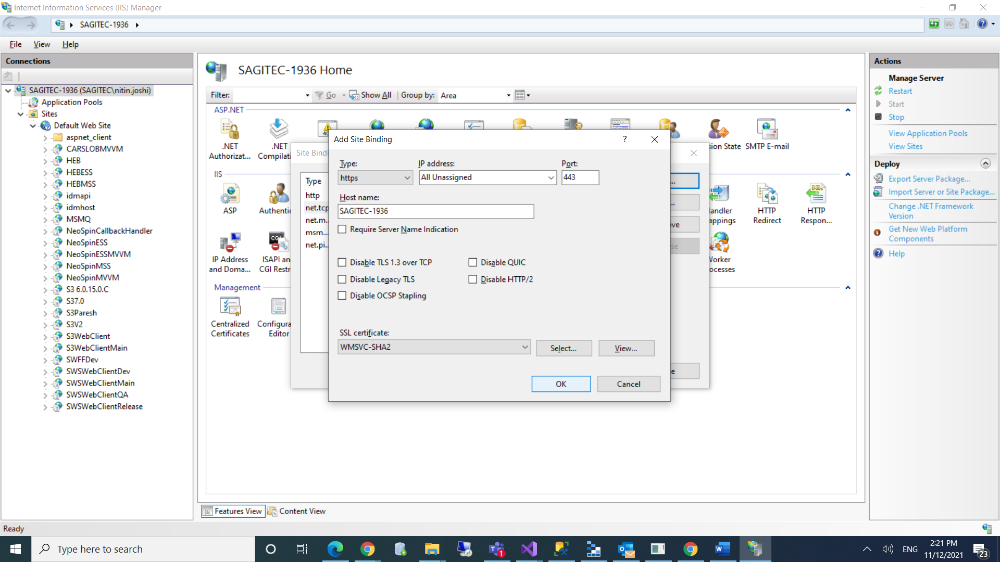 Internet Information Services (IIS) Manager
SAGITEC-1936
File View Help
Connections
SAGITEC-1936 (SAGITEC\nitin.joshi)
Application Pools
Sites
Default Web Site
aspnet_client
CARSLOBMVVM
HEB
HEBESS
HEBMSS
idmapi
idmhost
MSMQ
NeoSpinCallbackHandler
NeoSpinESS
NeoSpinESSMVVM
NeoSpinMSS
NeoSpinMVVM
S3 6.0.15.0.C
S37.0
S3Paresh
S3V2
S3WebClient
S3WebClientMain
SWFFDev
SWSWebClientDev
SWSWebClientMain
SWSWebClientQA
SWSWebClientRelease
SAGITEC-1936 Home
Filter: Go Show All Group by: Area
ASP.NET
.NET Authorizat...
.NET Compilati
40
sion State
SMTP E-mail
IIS
ASP
Authentic
andler appings
HTTP Redirect
HTTP Respon...
IP Address and Doma...
ISAPI an CGI Restr
CGI
Vorker ocesses
Management
Centralized Certificates
Configura Editor
Site Bindi
Type
http
net.tcp
net.m...
msm...
net.pi...
...
...
ve
se
e
Add Site Binding
?
Type: IP address: Port:
https All Unassigned 443
Host name:
SAGITEC-1936
Require Server Name Indication
Disable TLS 1.3 over TCP Disable QUIC
Disable Legacy TLS Disable HTTP/2
Disable OCSP Stapling
SSL certificate:
WMSVC-SHA2 Select... View...
OK Cancel
Features View Content View
Actions
Manage Server
Restart
Start
Stop
View Application Pools
View Sites
Deploy
Export Server Package...
Import Server or Site Package...
Change .NET Framework
Version
Get New Web Platform
Components
Help
Ready
Type here to search
1
ENG
2:21 PM
11/12/2021
23